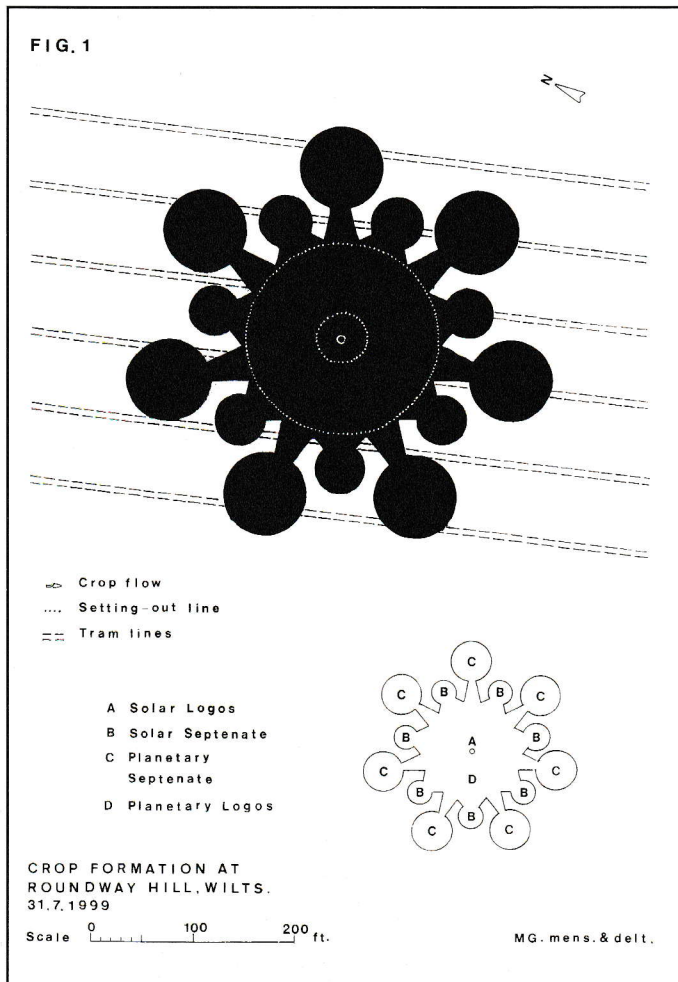 FIG. 1
N
Crop flow
Setting-out line
Tram lines
A Solar Logos
B Solar Septenate
C Planetary
Septenate
D Planetary Logos
C
C B B C
B A B
C D C
B B
B
C C
CROP FORMATION AT
ROUNDWAY HILL, WILTS.
31.7.1999
Scale 0 100 200 ft.
MG. mens. & delt.